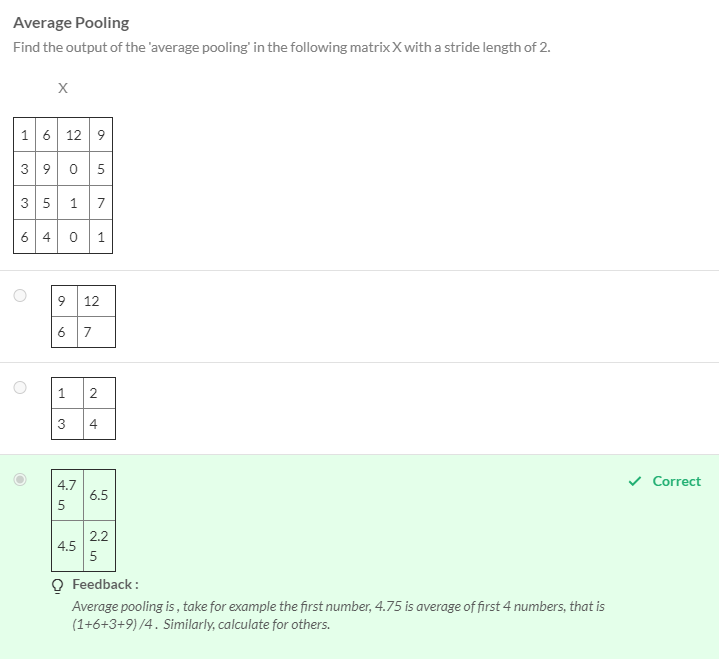 Average Pooling
Find the output of the 'average pooling' in the following matrix X with a stride length of 2.
X
1 6 12 9
3 9 0 5
3 5 1 7
6 4 0 1
9 12
6 7
1 2
3 4
4.7
5 6.5
4.5 2.2
5
Correct
Feedback :
Average pooling is , take for example the first number, 4.75 is average of first 4 numbers, that is
(1+6+3+9) /4 . Similarly, calculate for others.